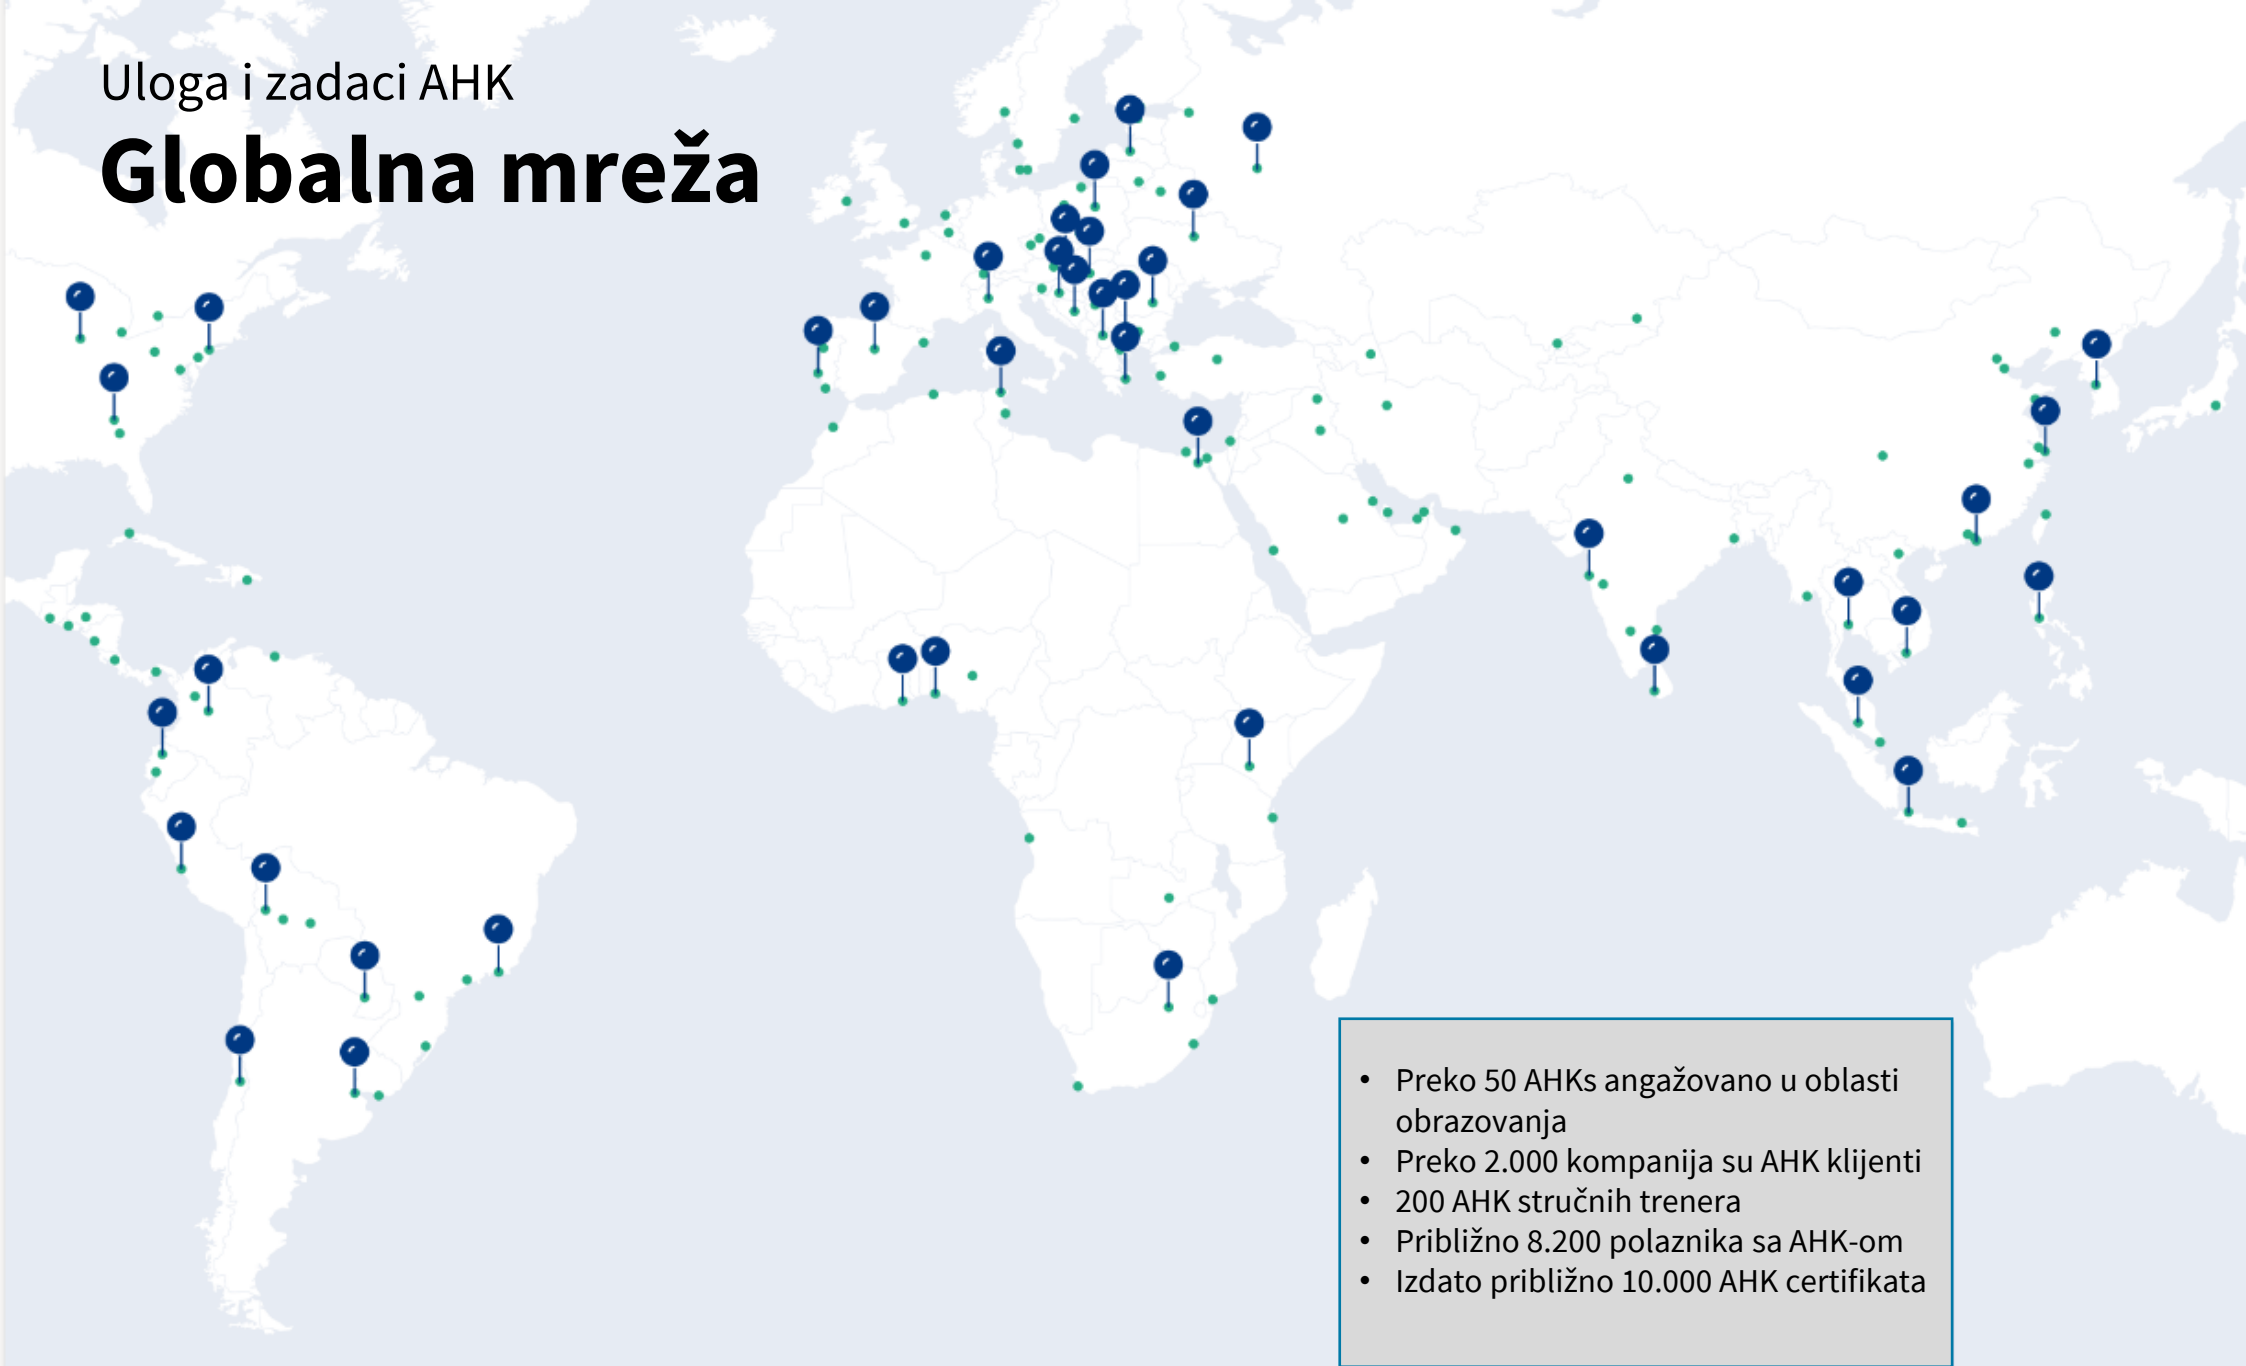 Uloga i zadaci AHK
Globalna mreža
• Preko 50 AHKs angažovano u oblasti
obrazovanja
• Preko 2.000 kompanija su AHK klijenti
• 200 AHK stručnih trenera
• Približno 8.200 polaznika sa AHK-om
• Izdato približno 10.000 AHK certifikata